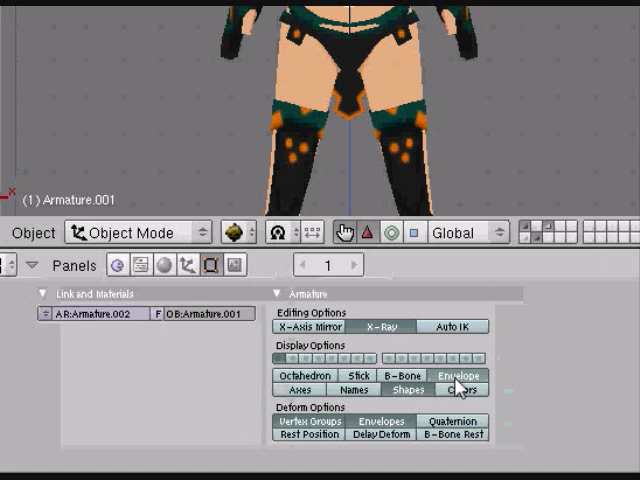 (1) Armature.001
Object Object Mode Global
Panels 1
Link and Materials Armature
AR:Armature.002 F OB:Armature.001
Editing Options
X-Axis Mirror X-Ray Auto IK
Display Options
Octahedron Stick B-Bone Envelope
Axes Names Shapes
Deform Options
Vertex Groups Envelopes Quaternion
Rest Position Delay Deform B-Bone Rest